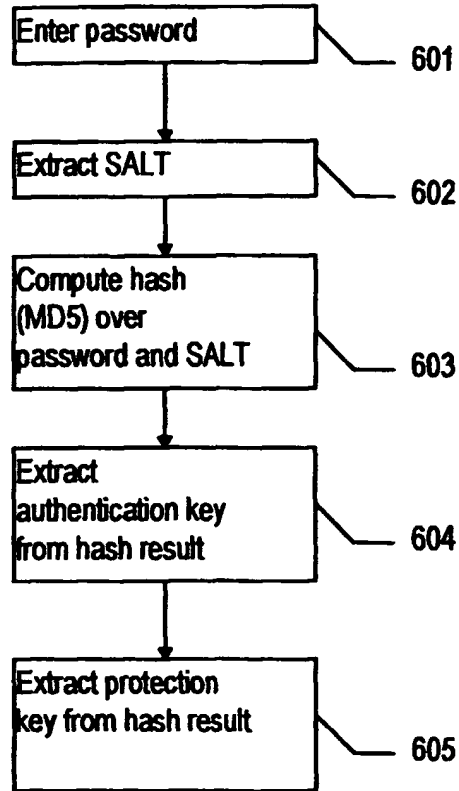 Enter password
601
Extract SALT
602
Compute hash
(MD5) over
password and SALT
603
Extract
authentication key
from hash result
604
Extract protection
key from hash result
605